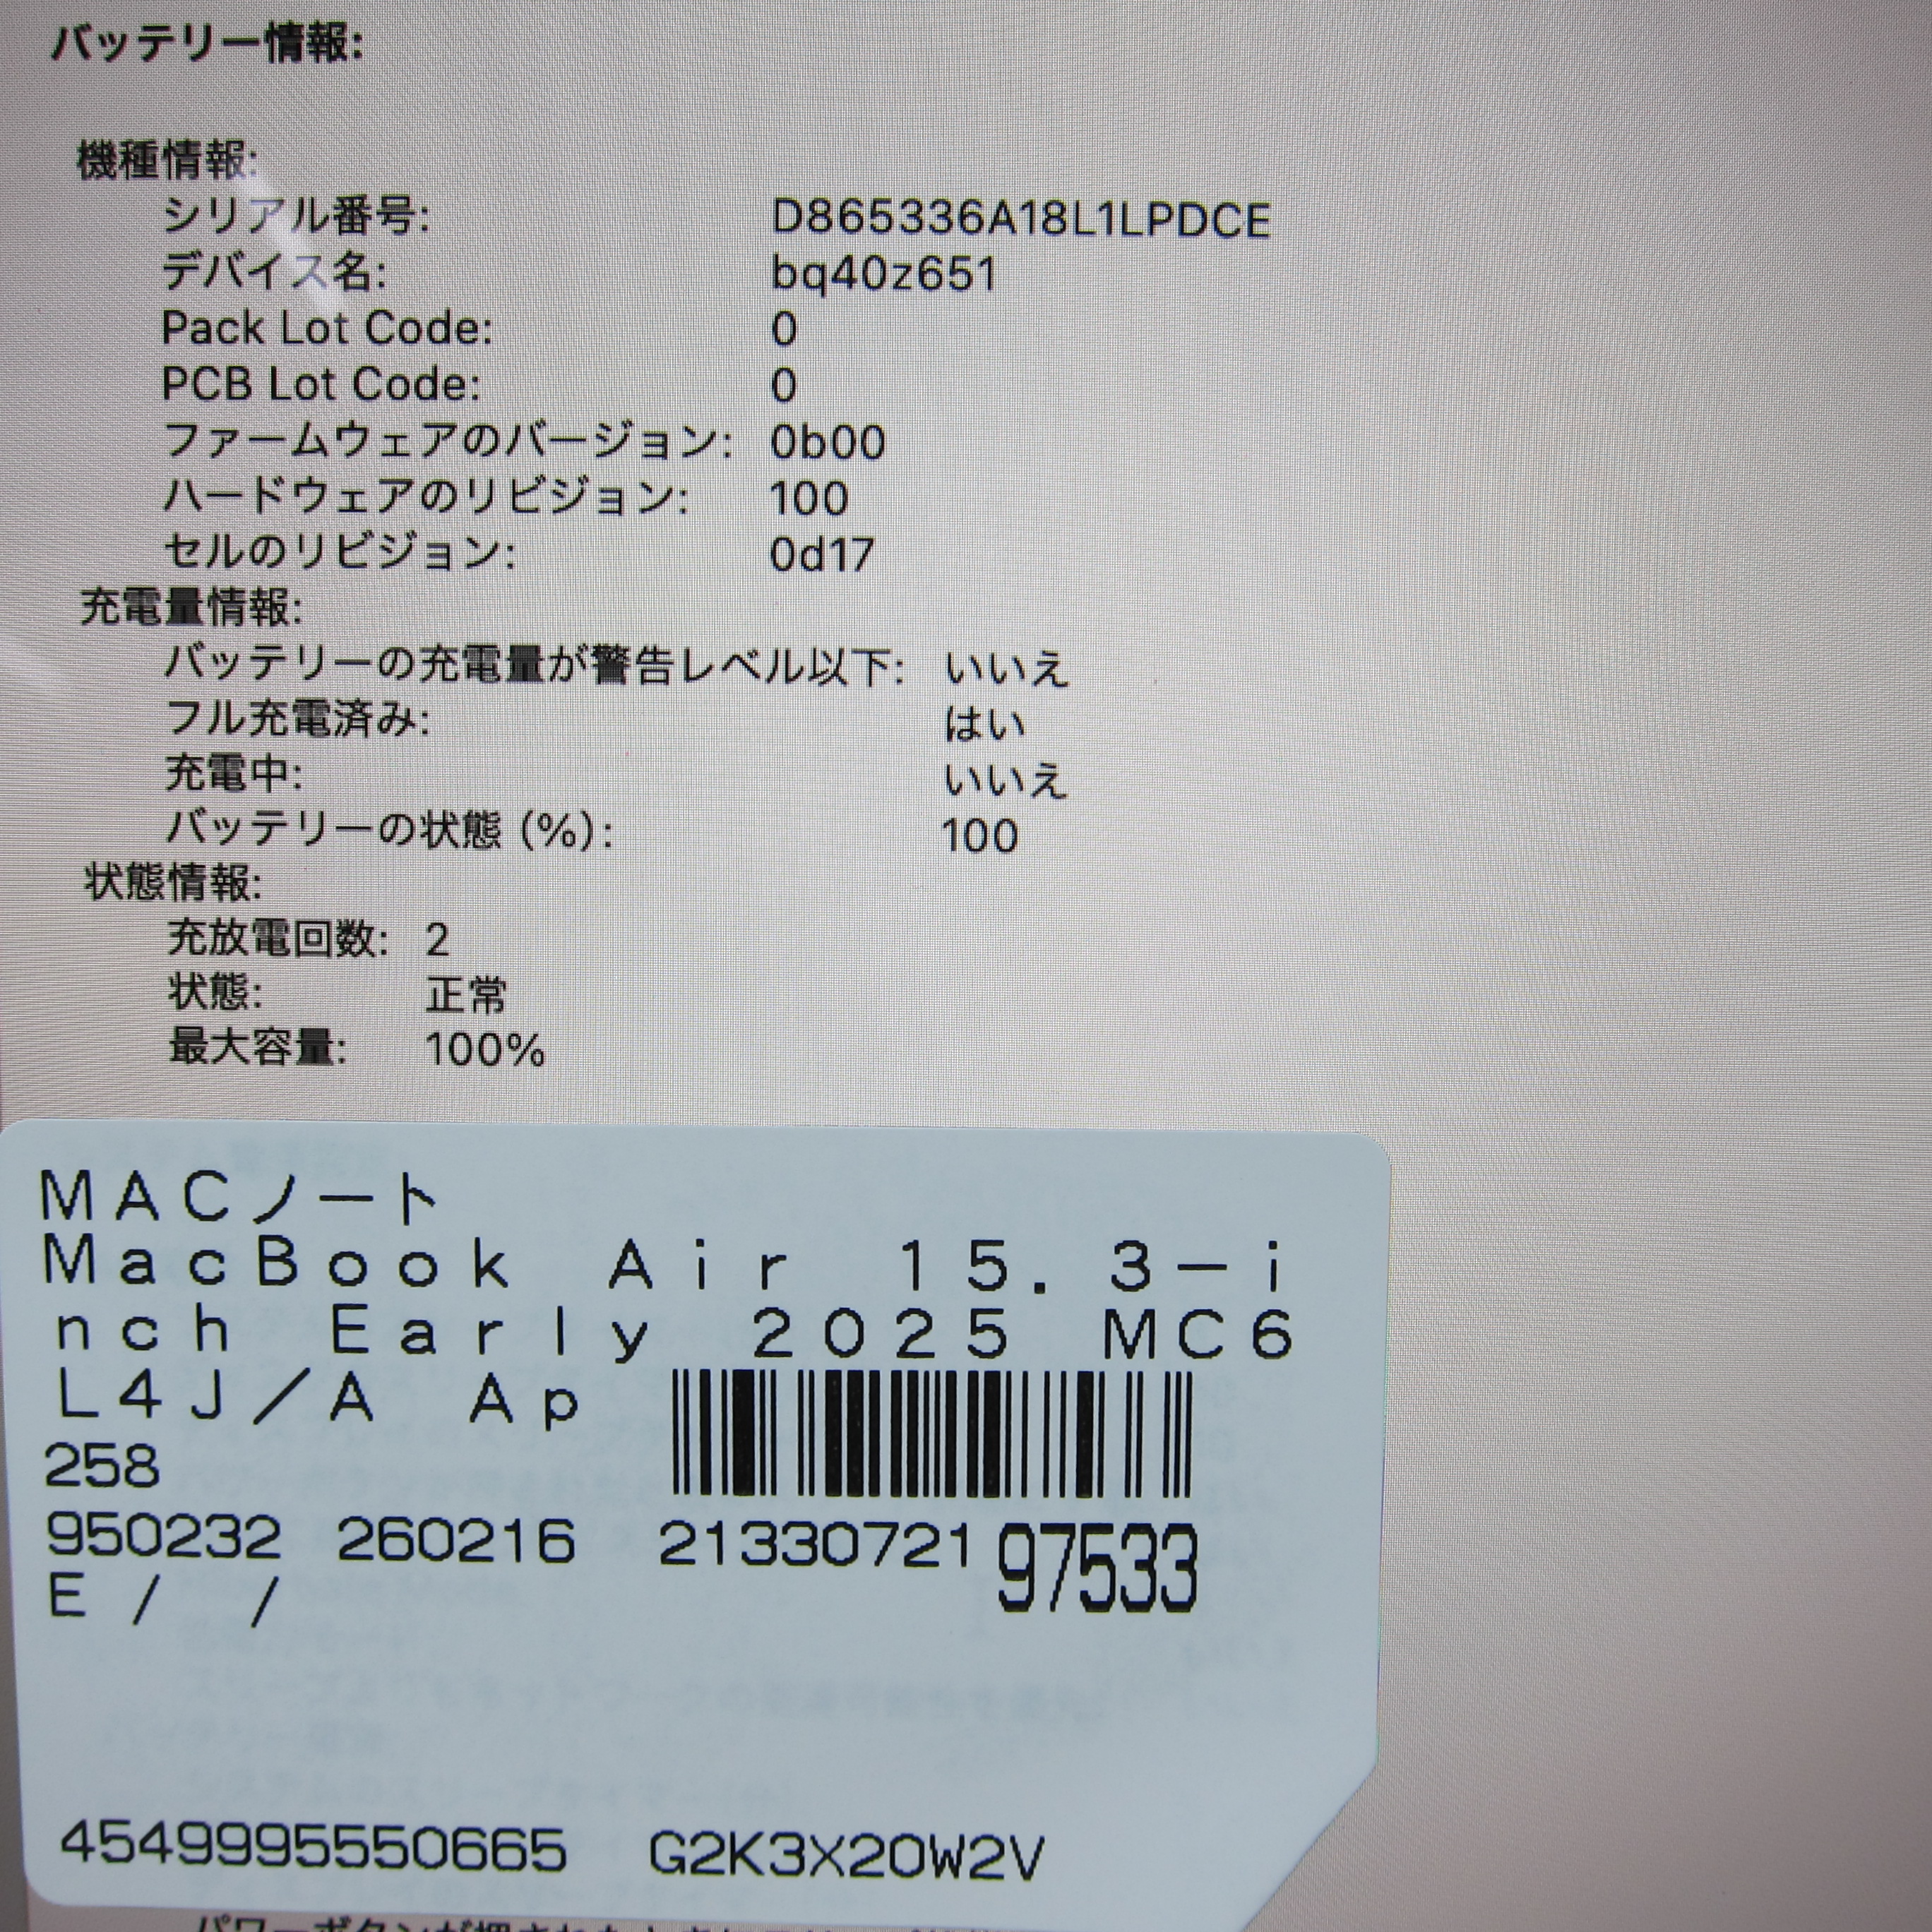 バッテリー情報:
機種情報:
シリアル番号: D865336A18L1LPDCE
デバイス名: bq40z651
Pack Lot Code: 0
PCB Lot Code: 0
ファームウェアのバージョン: 0b00
ハードウェアのリビジョン: 100
セルのリビジョン: 0d17
充電量情報:
バッテリーの充電量が警告レベル以下: いいえ
フル充電済み: はい
充電中: いいえ
バッテリーの状態 (%): 100
状態情報:
充放電回数: 2
状態: 正常
最大容量: 100%
MACノート
MacBook Air 15.3-i
nch Early 2025 MC6
L4J/A Ap
258
950232 260216 21330721 97533
E / /
4549995550665 G2K3X20W2V